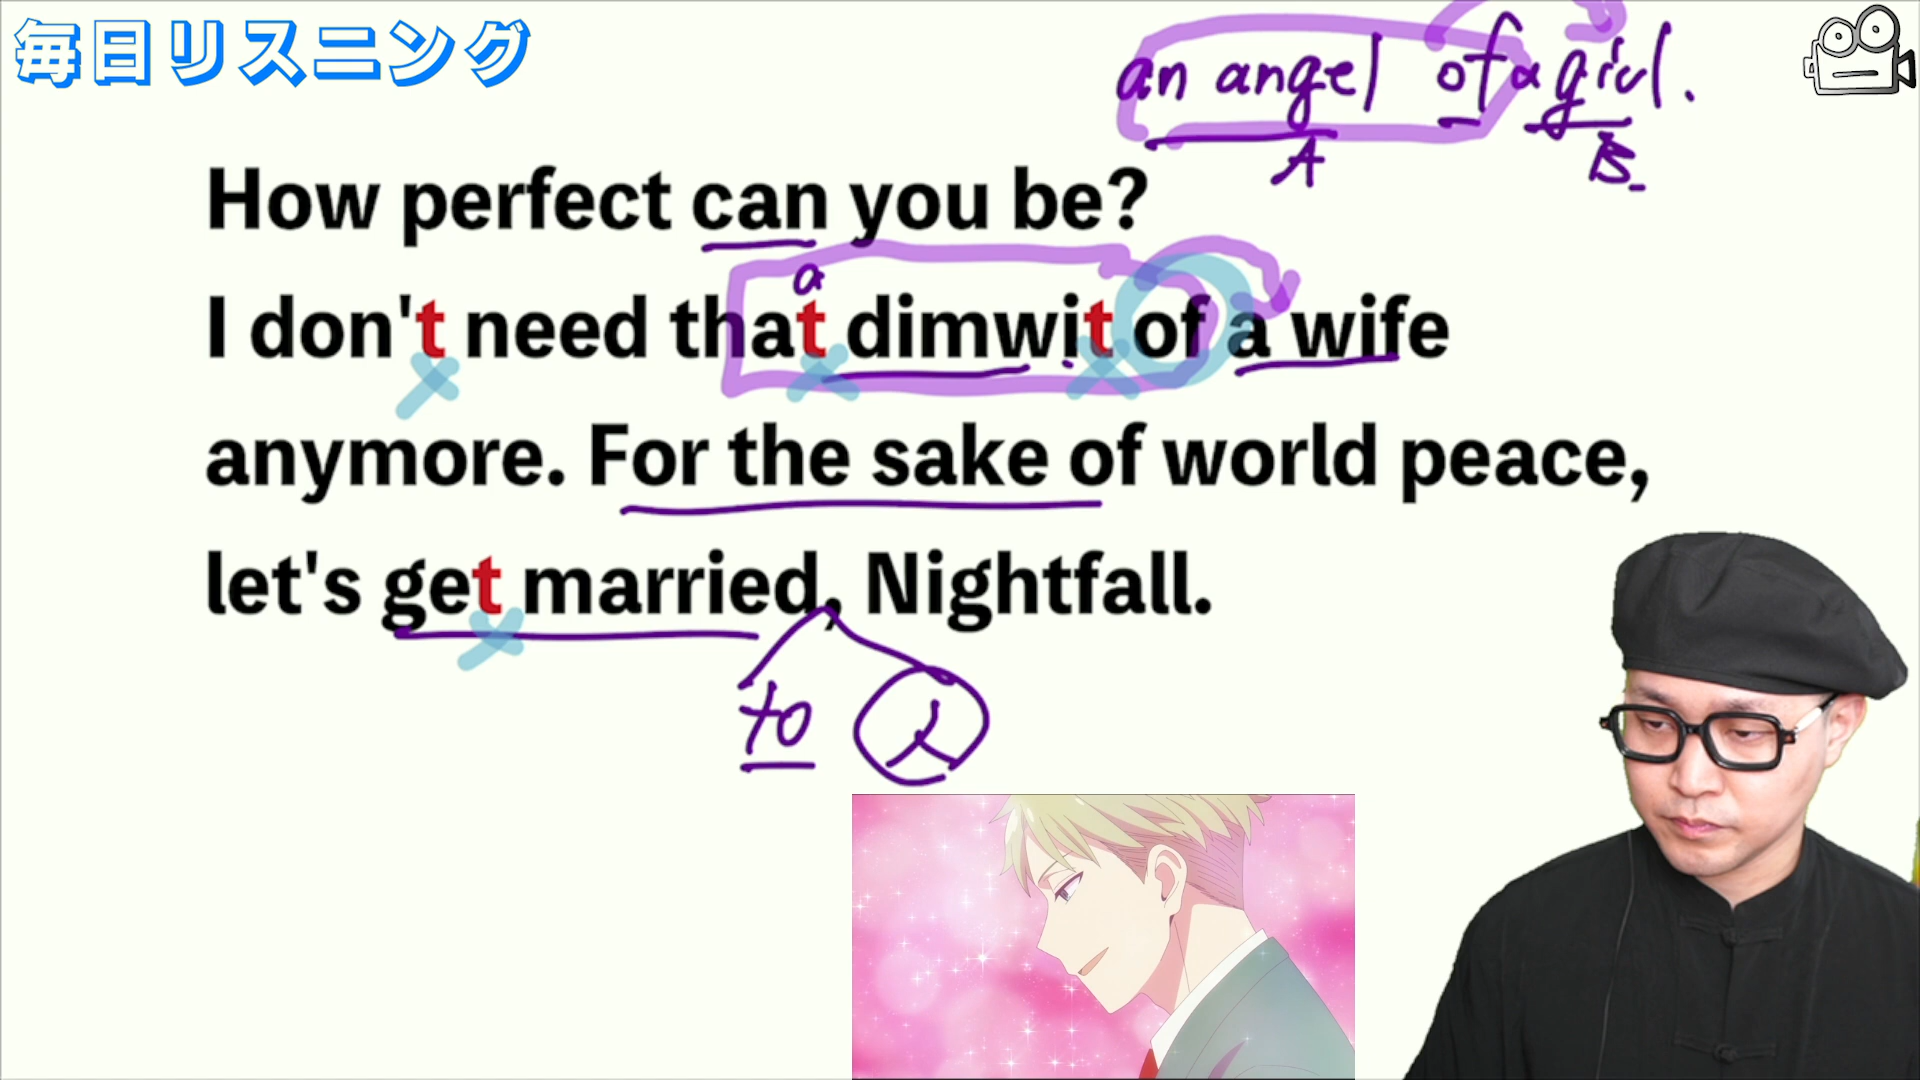 毎日リスニング
an angel of a girl.
A B
How perfect can you be?
a
I don't need that dimwit of a wife
anymore. For the sake of world peace,
let's get married, Nightfall.
to 人